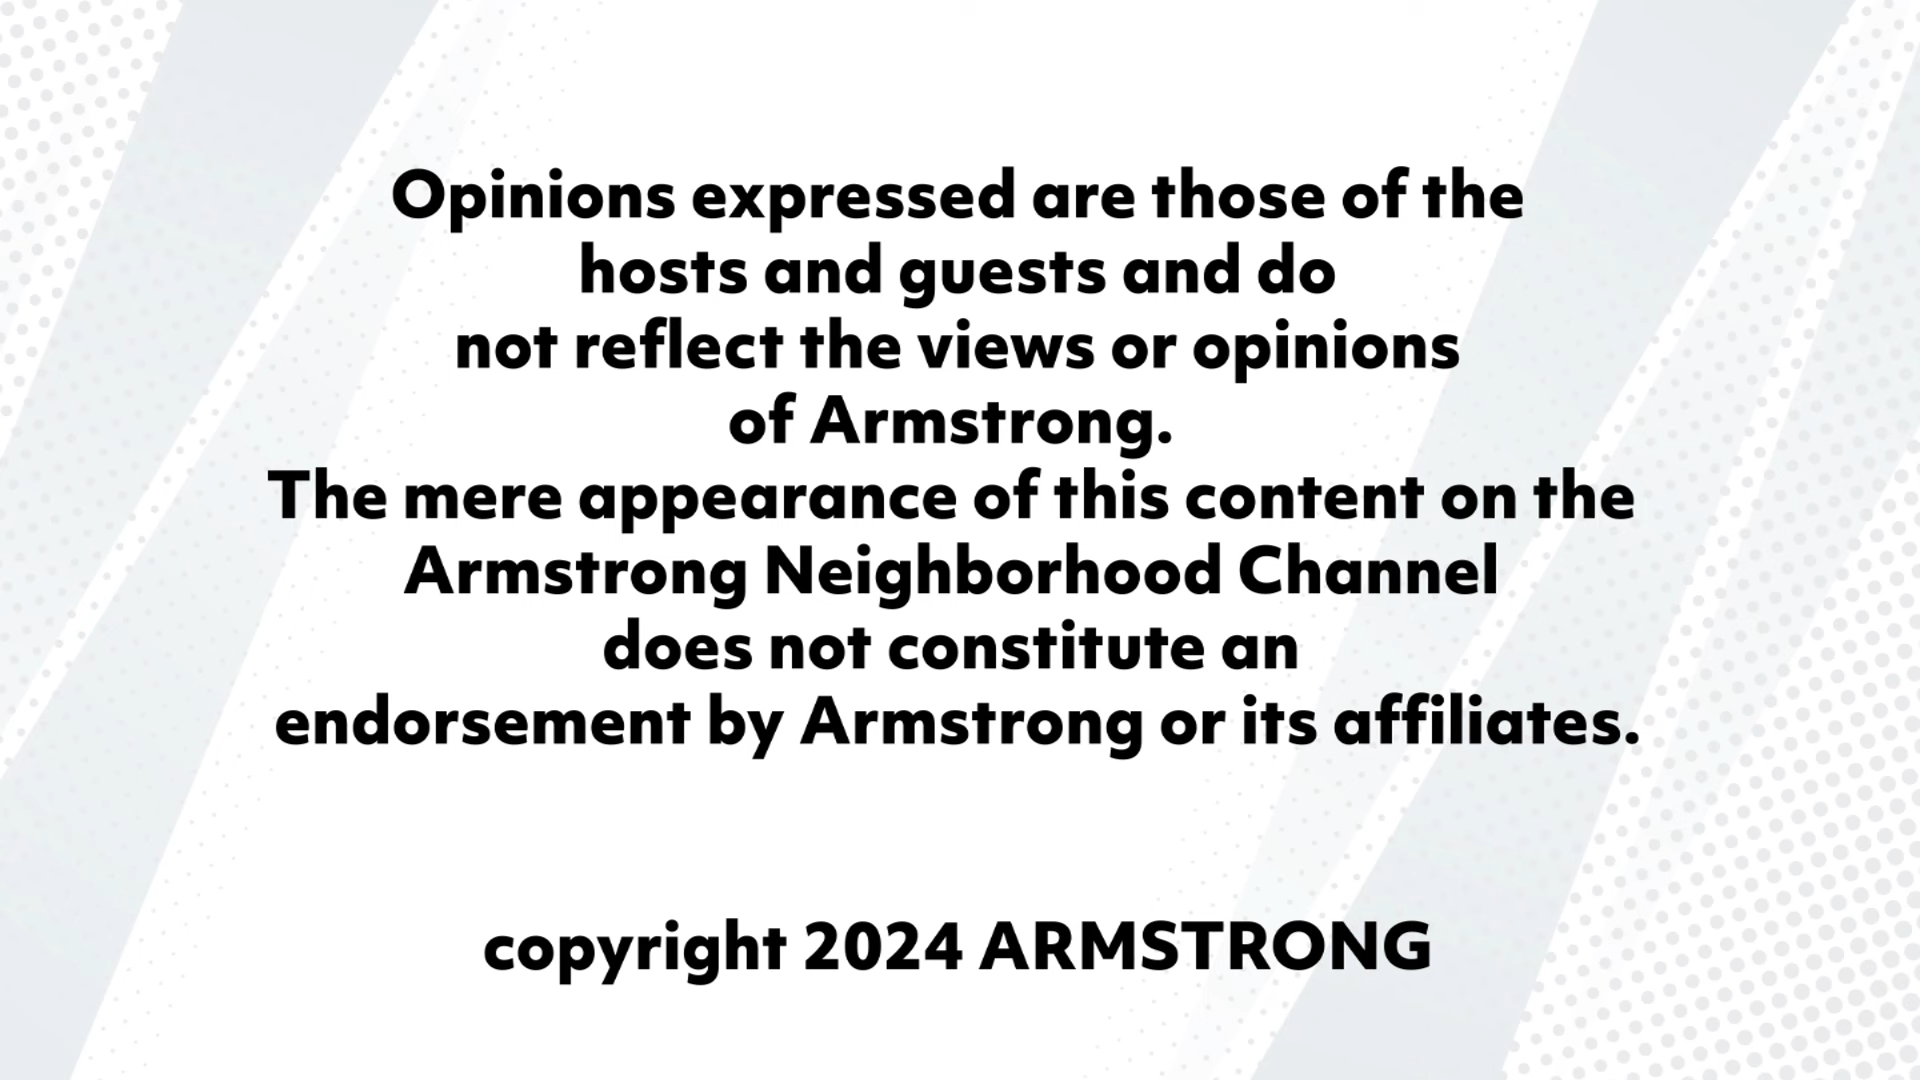 Opinions expressed are those of the
hosts and guests and do
not reflect the views or opinions
of Armstrong.
The mere appearance of this content on the
Armstrong Neighborhood Channel
does not constitute an
endorsement by Armstrong or its affiliates.
copyright 2024 ARMSTRONG